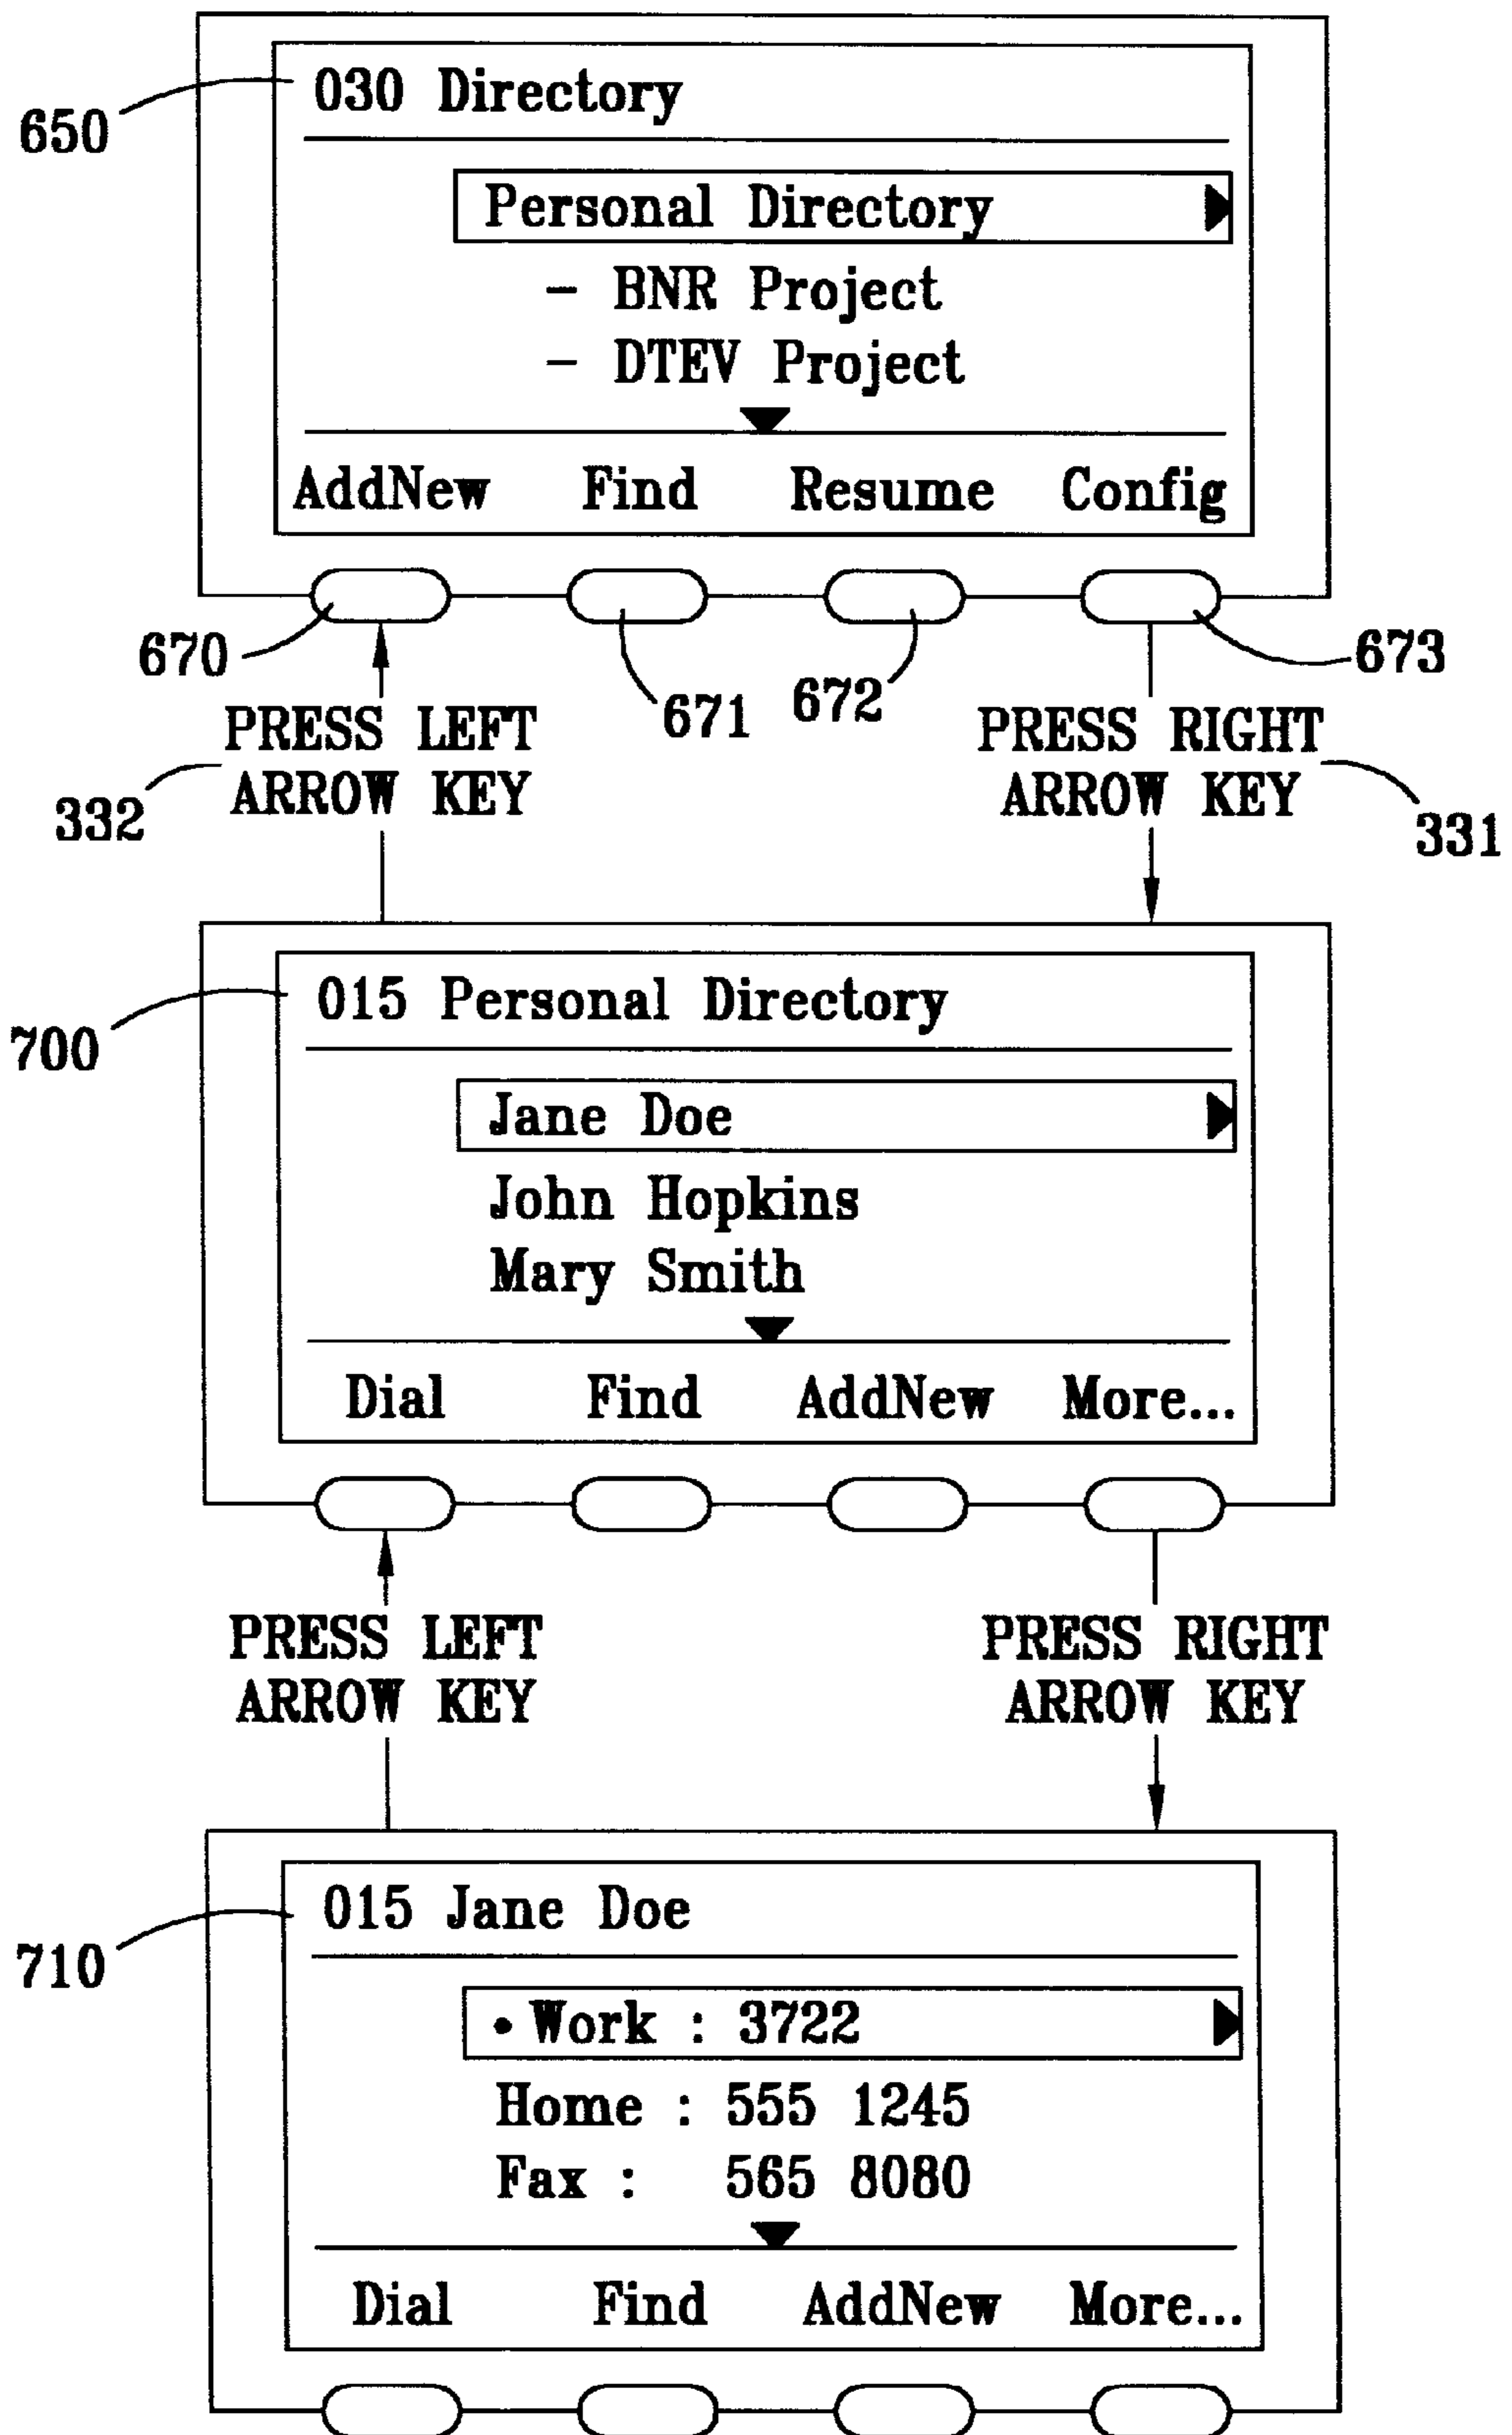 030 Directory
650
Personal Directory
- BNR Project
- DTEV Project
AddNew Find Resume Config
670 671 672 673
PRESS LEFT ARROW KEY
332
PRESS RIGHT ARROW KEY
331
015 Personal Directory
700
Jane Doe
John Hopkins
Mary Smith
Dial Find AddNew More...
PRESS LEFT ARROW KEY
PRESS RIGHT ARROW KEY
015 Jane Doe
710
• Work : 3722
Home : 555 1245
Fax : 565 8080
Dial Find AddNew More...